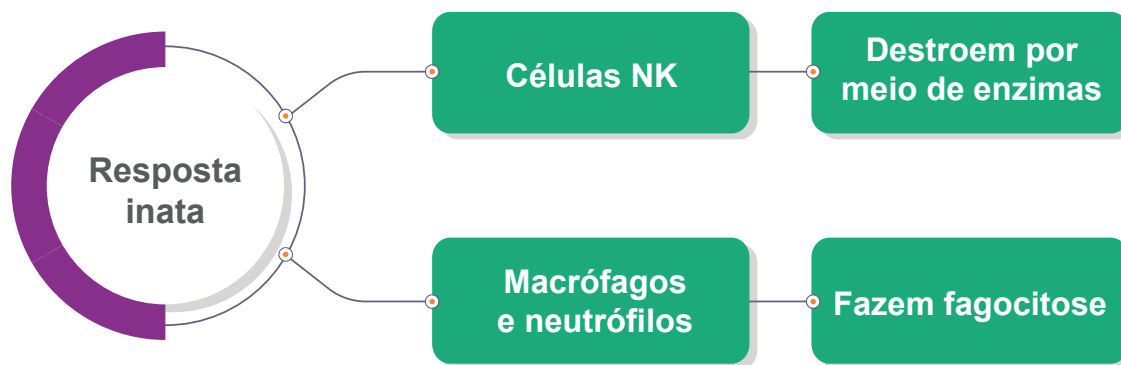 Resposta
inata
Células NK
Destroem por
meio de enzimas
Macrófagos
e neutrófilos
Fazem fagocitose